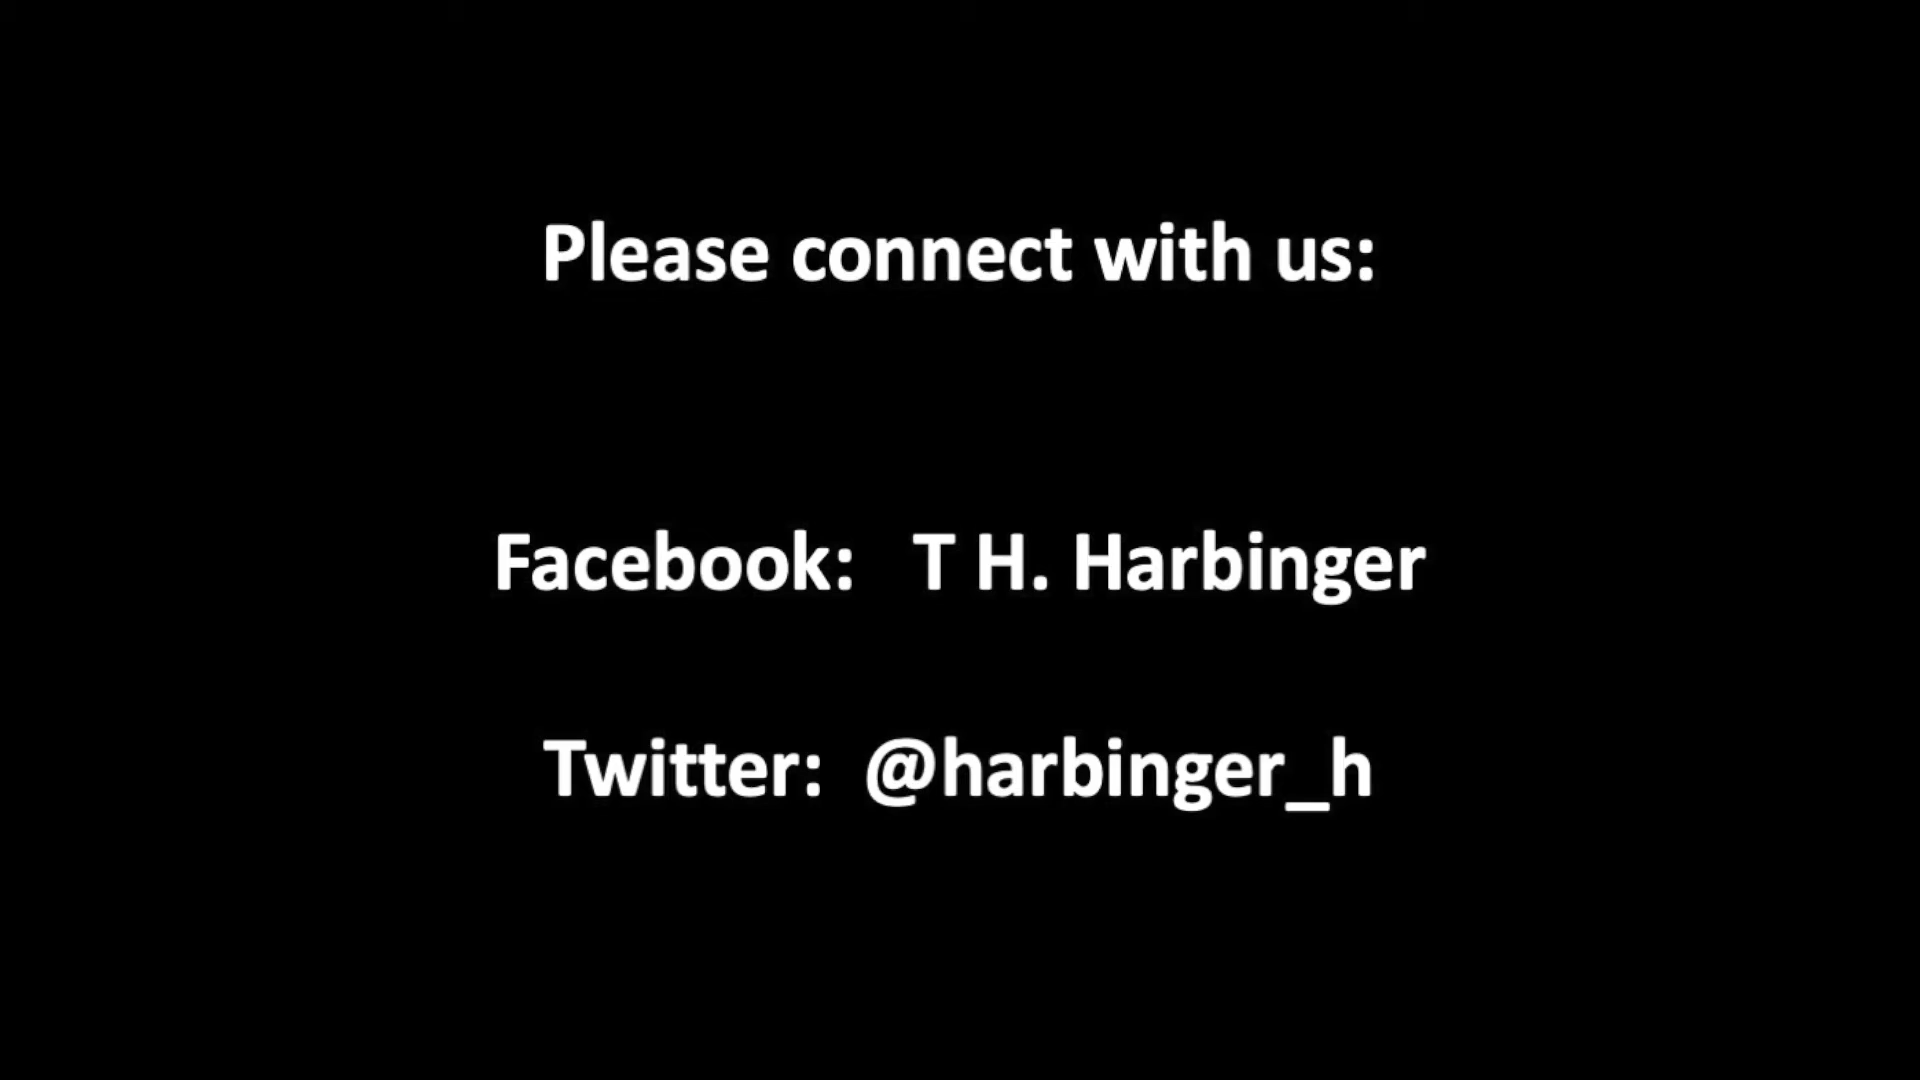 Please connect with us:
Facebook: T H. Harbinger
Twitter: @harbinger_h